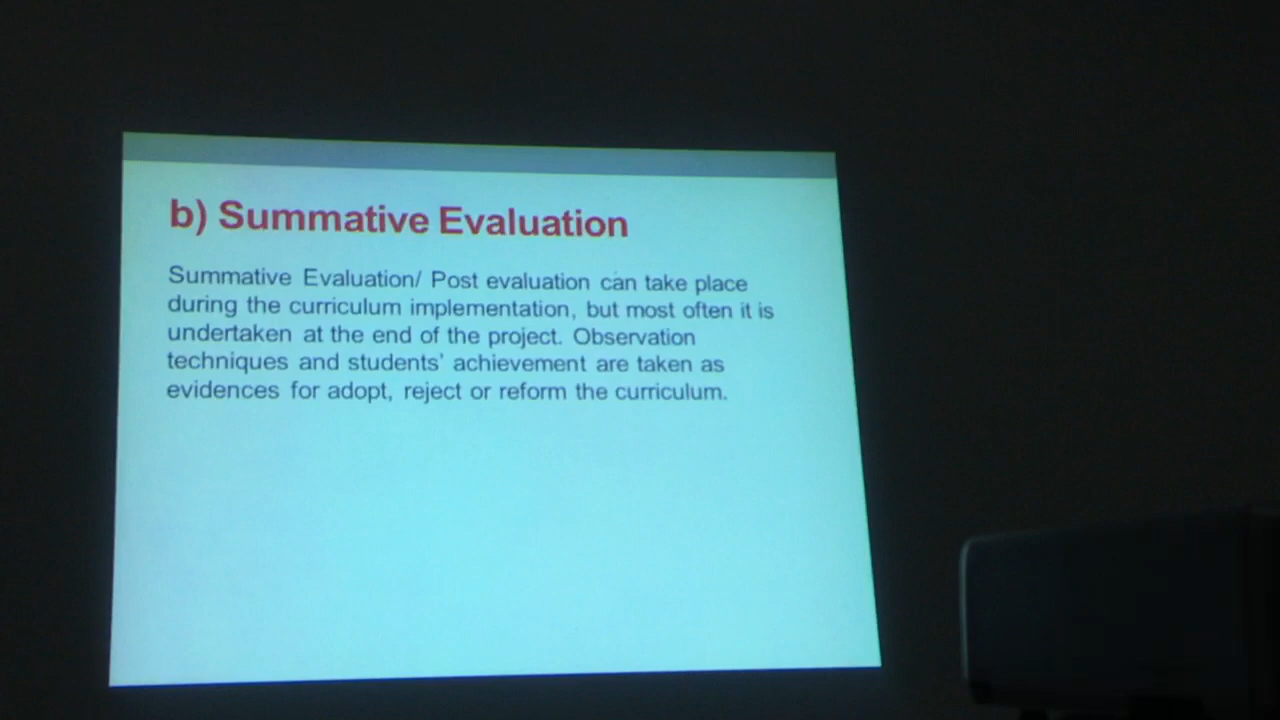 b) Summative Evaluation
Summative Evaluation/ Post evaluation can take place
during the curriculum implementation, but most often it is
undertaken at the end of the project. Observation
techniques and students' achievement are taken as
evidences for adopt, reject or reform the curriculum.